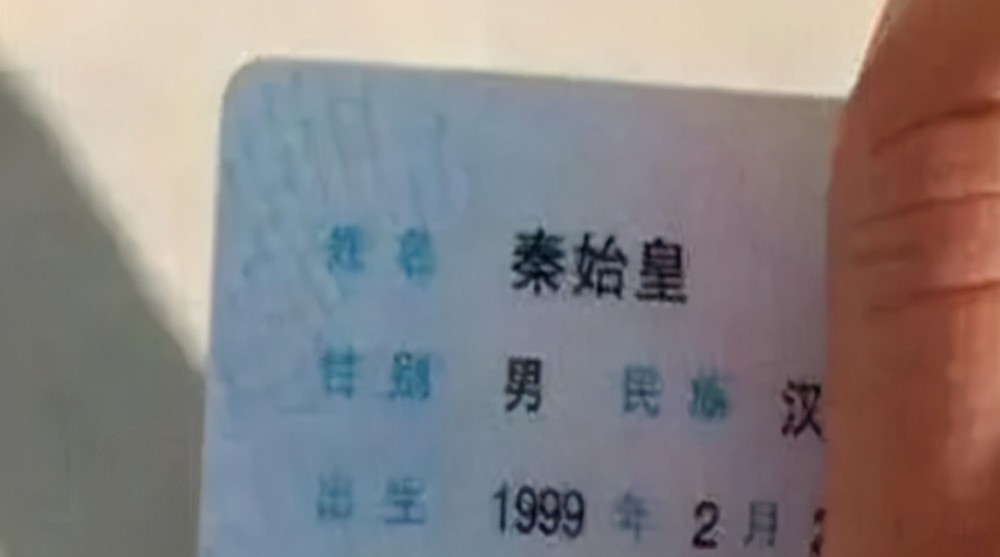 姓名 秦始皇
性别 男 民族 汉
出生 1999 年 2 月